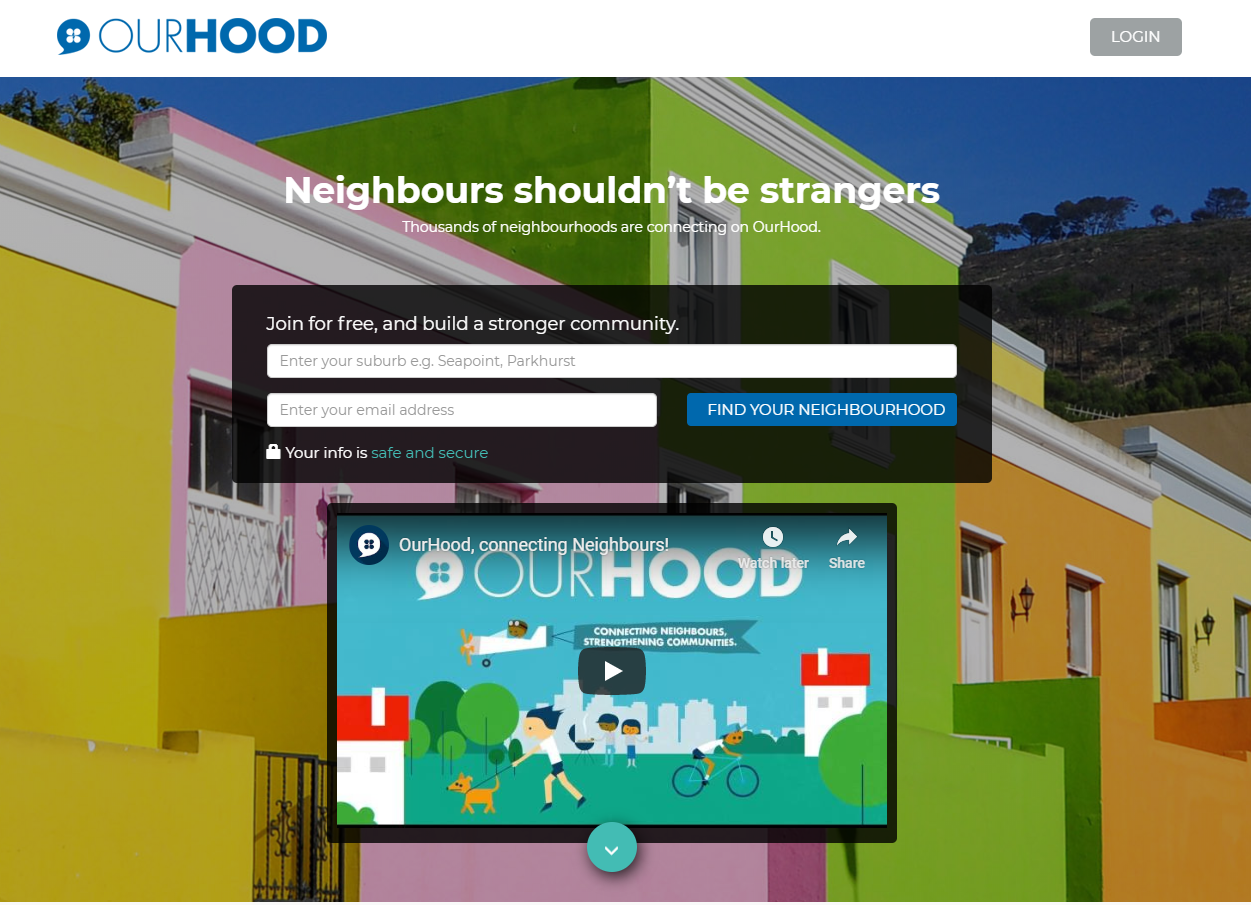 OURHOOD
LOGIN
Neighbours shouldn't be strangers
Thousands of neighbourhoods are connecting on OurHood.
Join for free, and build a stronger community.
Enter your suburb e.g. Seapoint, Parkhurst
Enter your email address
FIND YOUR NEIGHBOURHOOD
Your info is safe and secure
OurHood, connecting Neighbours!
Watch later
Share
OURHOOD
CONNECTING NEIGHBOURS,
STRENGTHENING COMMUNITIES.